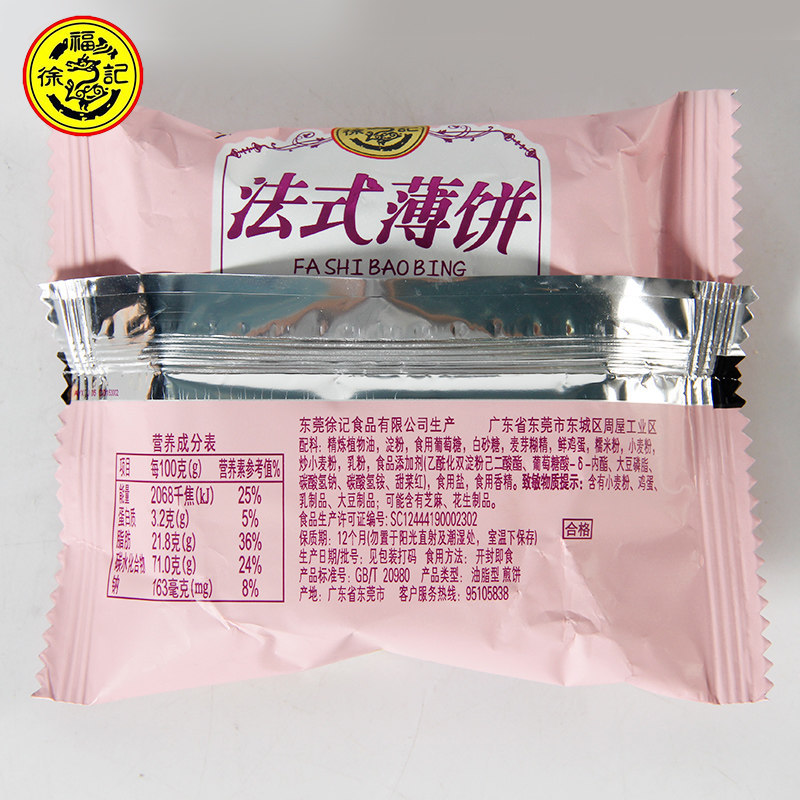 徐福記
徐記
法式薄饼
FA SHI BAO BING
营养成分表
项目 每100克(g) 营养素参考值%
能量 2068千焦(kJ) 25%
蛋白质 3.2克(g) 5%
脂肪 21.8克(g) 36%
碳水化合物 71.0克(g) 24%
钠 163毫克(mg) 8%
东莞徐记食品有限公司生产 广东省东莞市东城区周屋工业区
配料：精炼植物油，淀粉，食用葡萄糖，白砂糖，麦芽糊精，鲜鸡蛋，糯米粉，小麦粉，
炒小麦粉，乳粉，食品添加剂(乙酰化双淀粉己二酸酯、葡萄糖酸-δ-内酯、大豆磷脂、
碳酸氢钠、碳酸氢铵、甜菜红)，食用盐，食用香精。致敏物质提示：含有小麦粉、鸡蛋、
乳制品、大豆制品；可能含有芝麻、花生制品。
食品生产许可证编号：SC12444190002302
保质期：12个月(勿置于阳光直射及潮湿处，室温下保存)
合格
生产日期/批号：见包装打码 食用方法：开封即食
产品标准号：GB/T 20980 产品类型：油脂型 煎饼
产地：广东省东莞市 客户服务热线：95105838